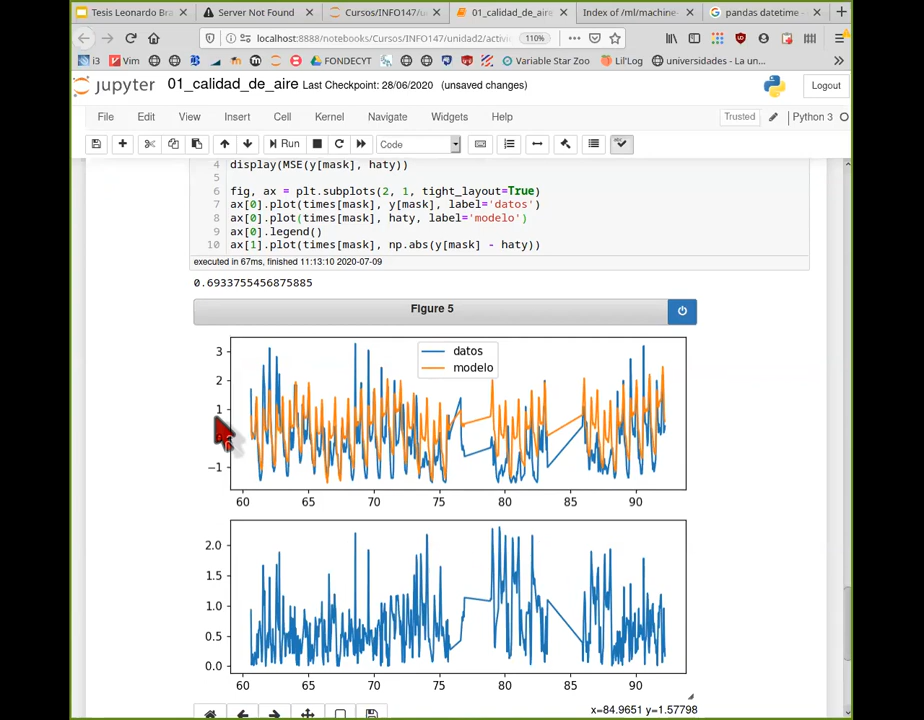 Tesis Leonardo Bra
Server Not Found
Cursos/INFO147/u
01_calidad_de_aire
Index of /ml/machine-
pandas datetime -
localhost:8888/notebooks/Cursos/INFO147/unidad2/activi
110%
i3
Vim
FONDECYT
Variable Star Zoo
Lil'Log
universidades - La un...
jupyter
01_calidad_de_aire
Last Checkpoint: 28/06/2020
(unsaved changes)
Logout
File
Edit
View
Insert
Cell
Kernel
Navigate
Widgets
Help
Trusted
Python 3
Run
Code
4 display(MSE(y[mask], haty))
5
6 fig, ax = plt.subplots(2, 1, tight_layout=True)
7 ax[0].plot(times[mask], y[mask], label='datos')
8 ax[0].plot(times[mask], haty, label='modelo')
9 ax[0].legend()
10 ax[1].plot(times[mask], np.abs(y[mask] - haty))
executed in 67ms, finished 11:13:10 2020-07-09
0.6933755456875885
Figure 5
datos
modelo
3
2
1
−1
60 65 70 75 80 85 90
2.0
1.5
1.0
0.5
0.0
60 65 70 75 80 85 90
x=84.9651 y=1.57798